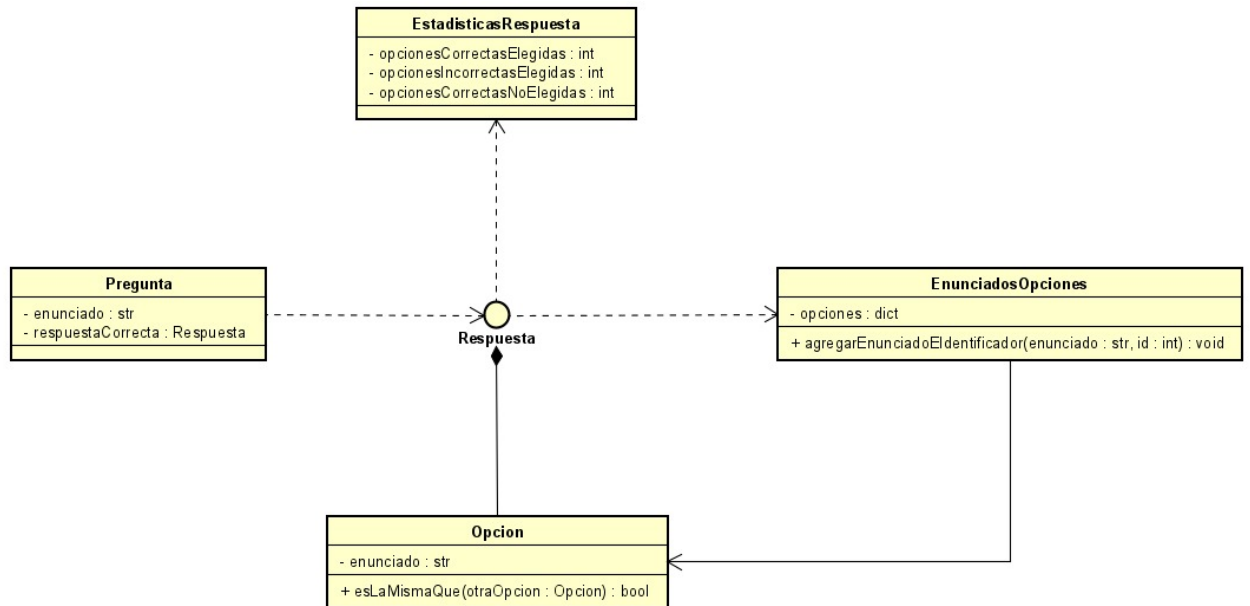 EstadisticasRespuesta
- opcionesCorrectasElegidas : int
- opcionesIncorrectasElegidas : int
- opcionesCorrectasNoElegidas : int
Pregunta
- enunciado : str
- respuestaCorrecta : Respuesta
Respuesta
EnunciadosOpciones
- opciones : dict
+ agregarEnunciadoEIdentificador(enunciado : str, id : int) : void
Opcion
- enunciado : str
+ esLaMismaQue(otraOpcion : Opcion) : bool